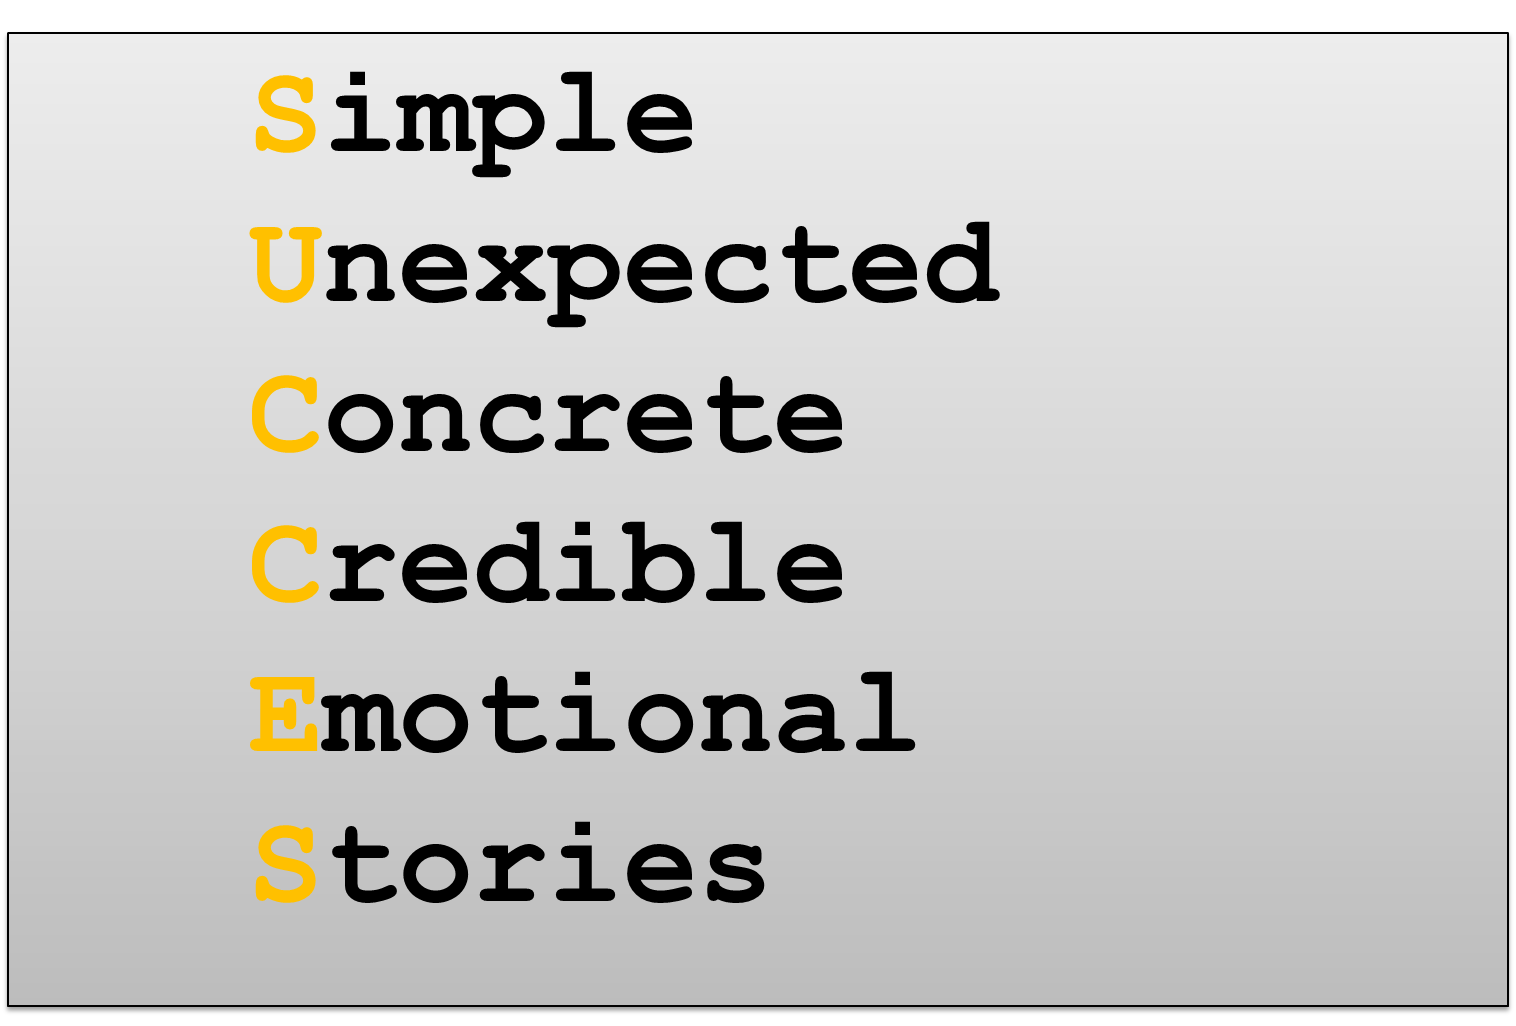 Simple
Unexpected
Concrete
Credible
Emotional
Stories